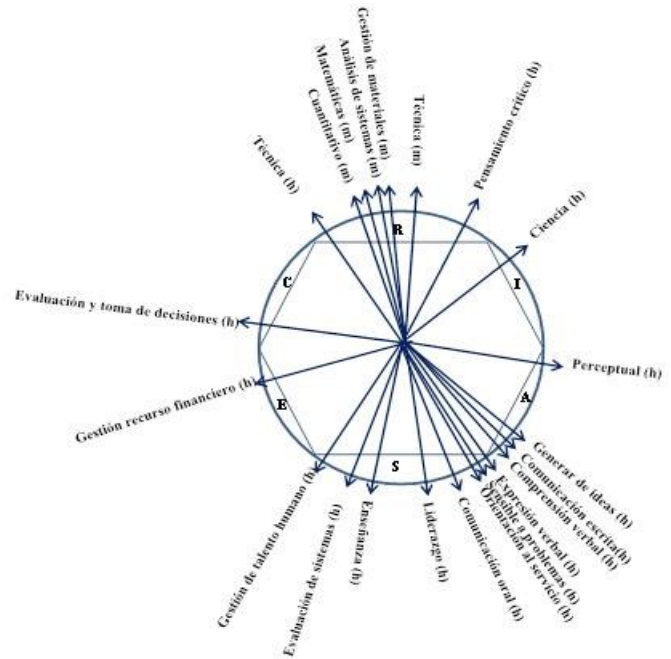 Gestión de materiales (m)
Análisis de sistemas (m)
Matemáticas (m)
Cuantitativo (m)
Técnica (m)
Pensamiento crítico (h)
Técnica (h)
Ciencia (h)
R
C
I
Evaluación y toma de decisiones (h)
Perceptual (h)
Gestión recurso financiero (h)
E
A
S
Generar de ideas (h)
Comunicación escrita(h)
Comprensión verbal (h)
Expresión verbal (h)
Sensible a problemas (h)
Orientación al servicio (h)
Comunicación oral (h)
Liderazgo (h)
Enseñanza (h)
Evaluación de sistemas (h)
Gestión de talento humano (h)